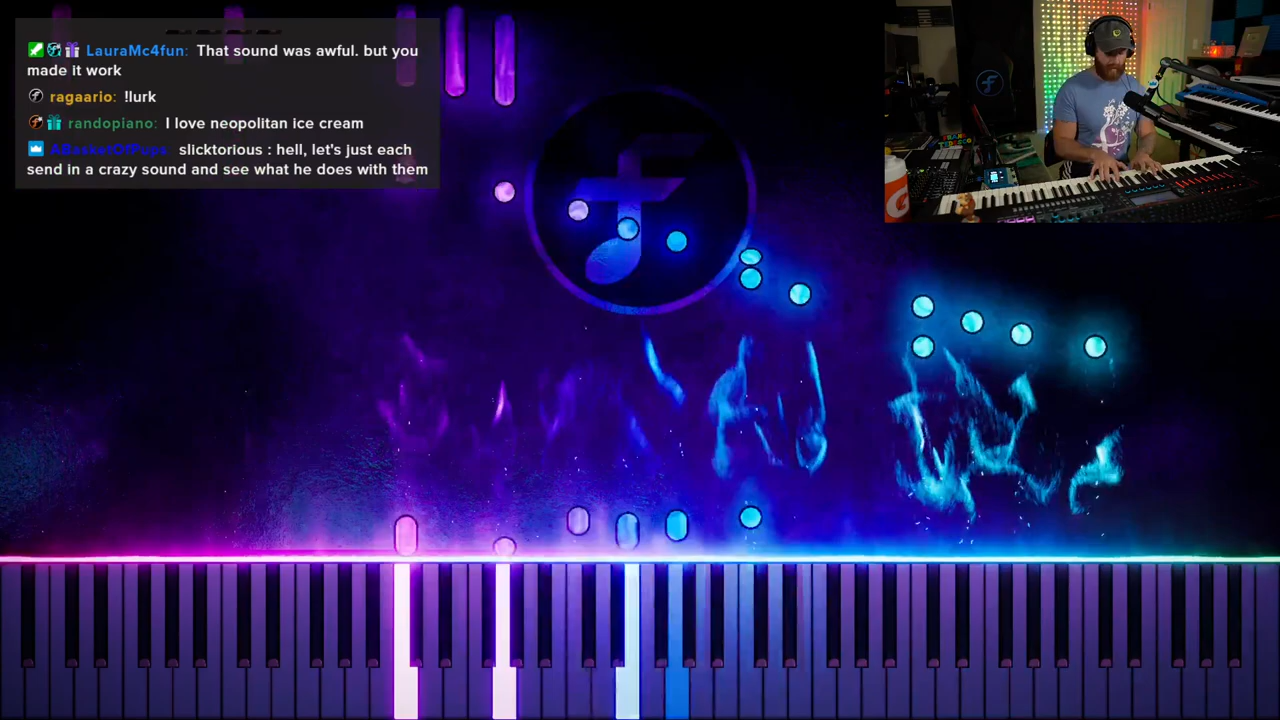 LauraMc4fun: That sound was awful. but you
made it work
ragaario: !lurk
randopiano: I love neopolitan ice cream
ABasketOfPups slicktorious : hell, let's just each
send in a crazy sound and see what he does with them